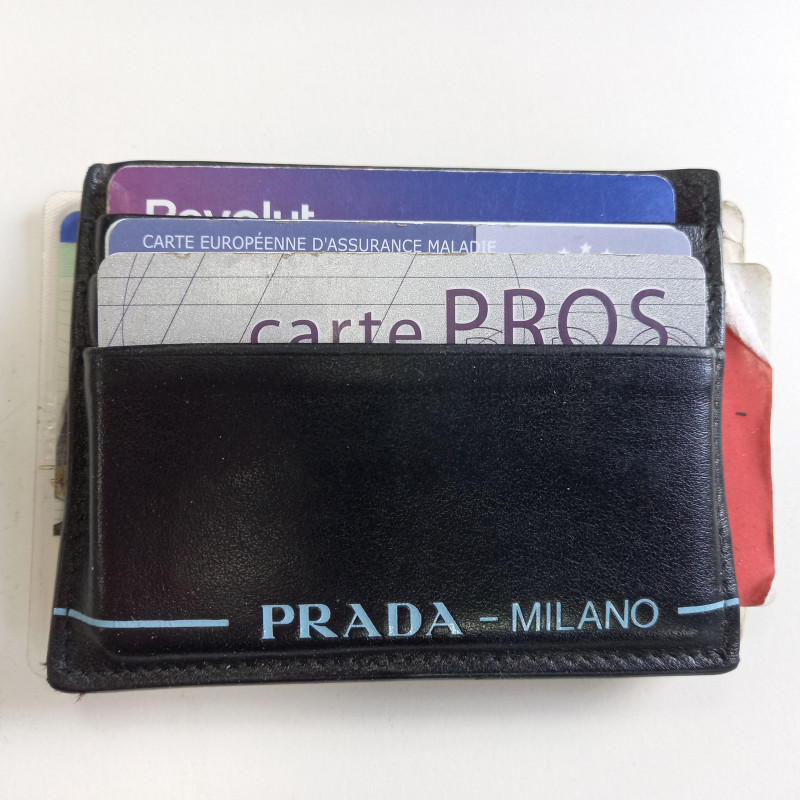 Revolut
CARTE EUROPÉENNE D'ASSURANCE MALADIE
carte PROS
PRADA - MILANO